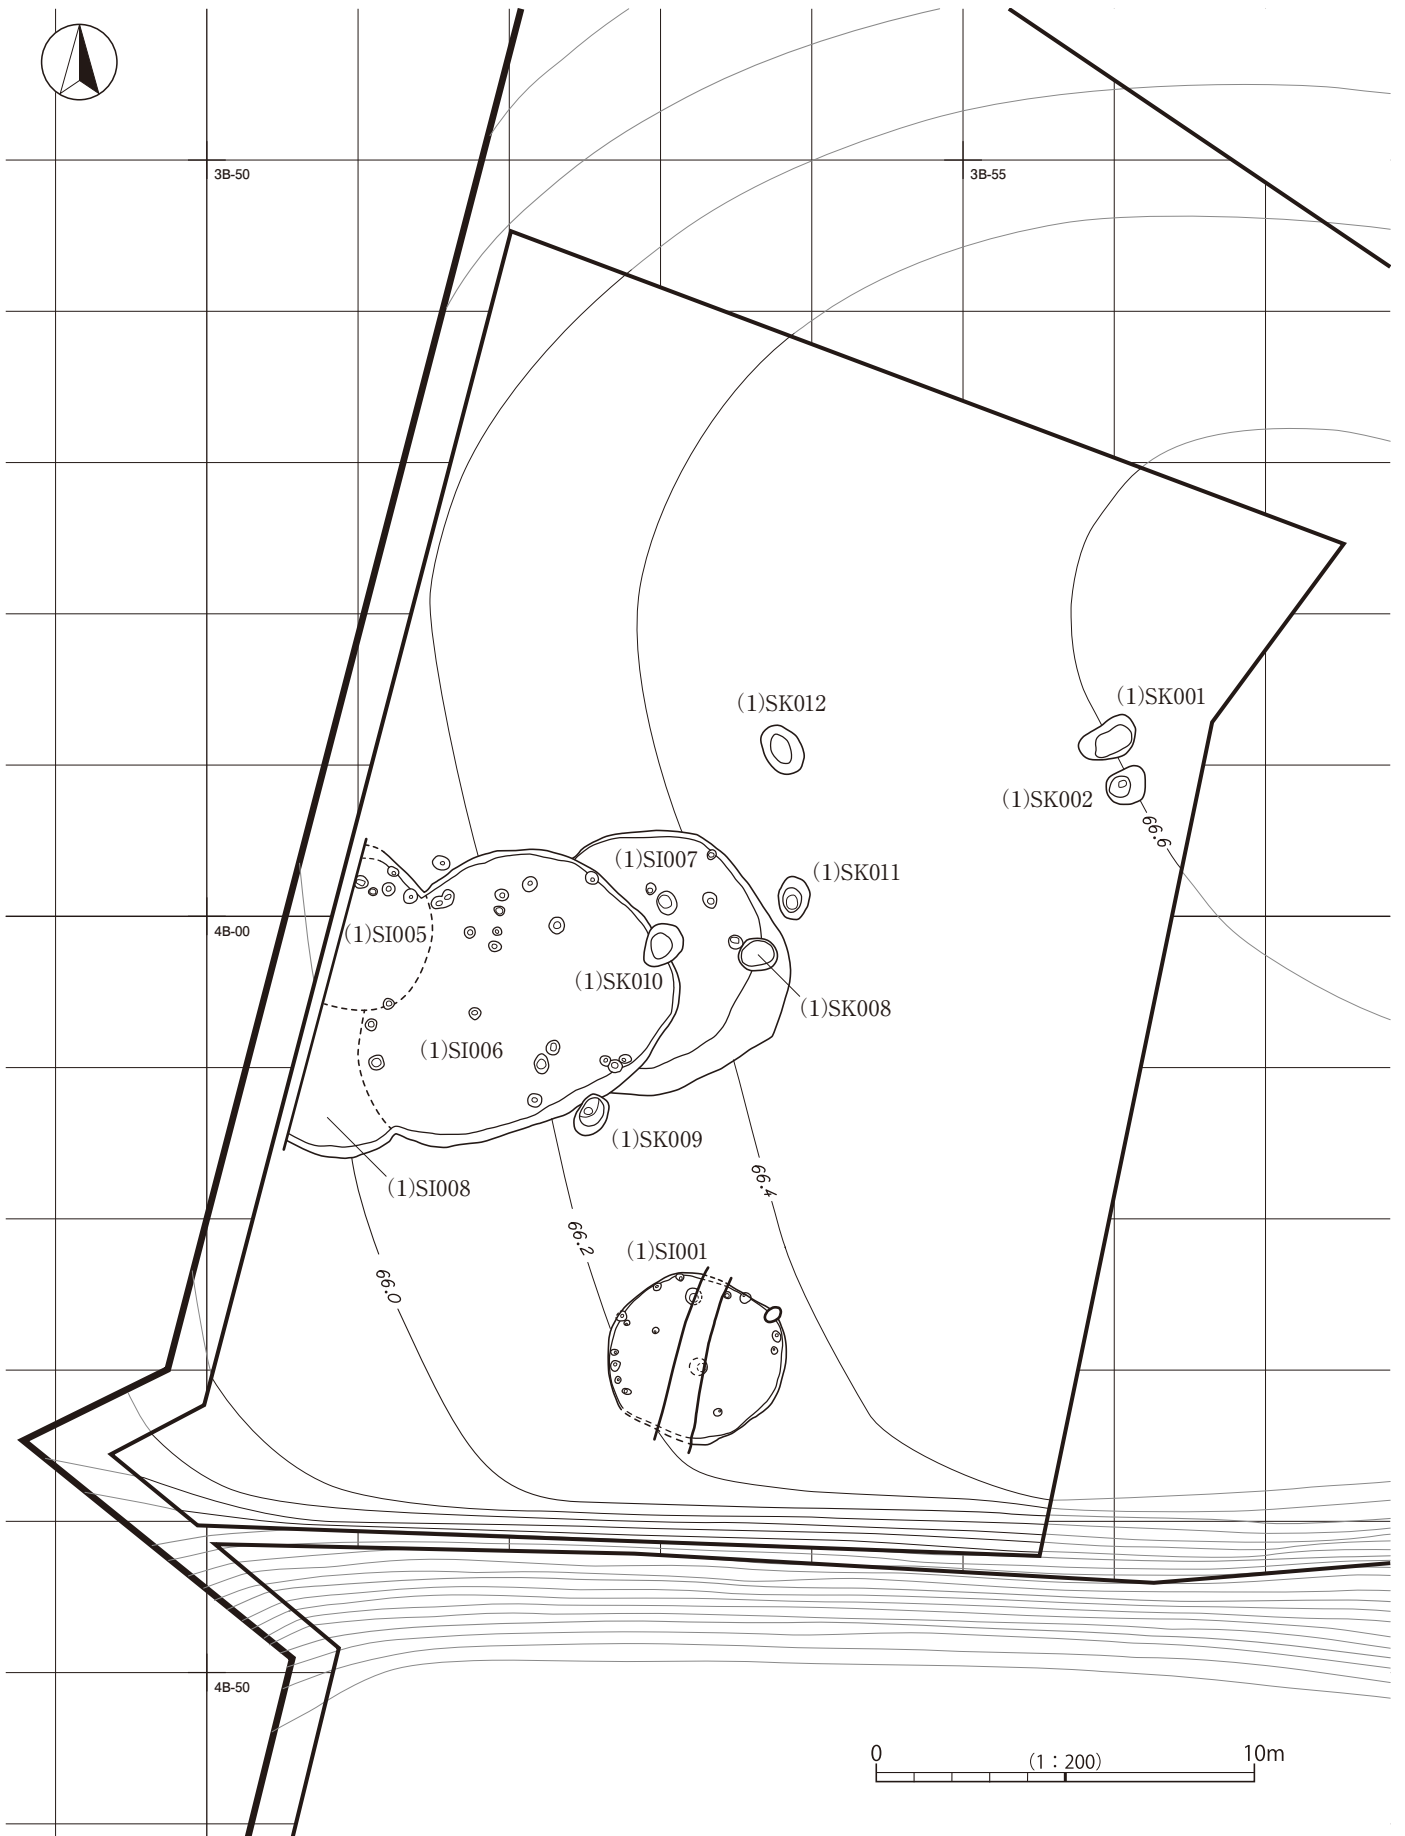 3B-50
3B-55
(1)SK001
(1)SK012
(1)SK002
66.6
(1)SI007
(1)SK011
(1)SI005
(1)SK010
(1)SK008
(1)SI006
(1)SK009
(1)SI008
4B-00
66.4
66.2
66.0
(1)SI001
4B-50
0
(1：200)
10m